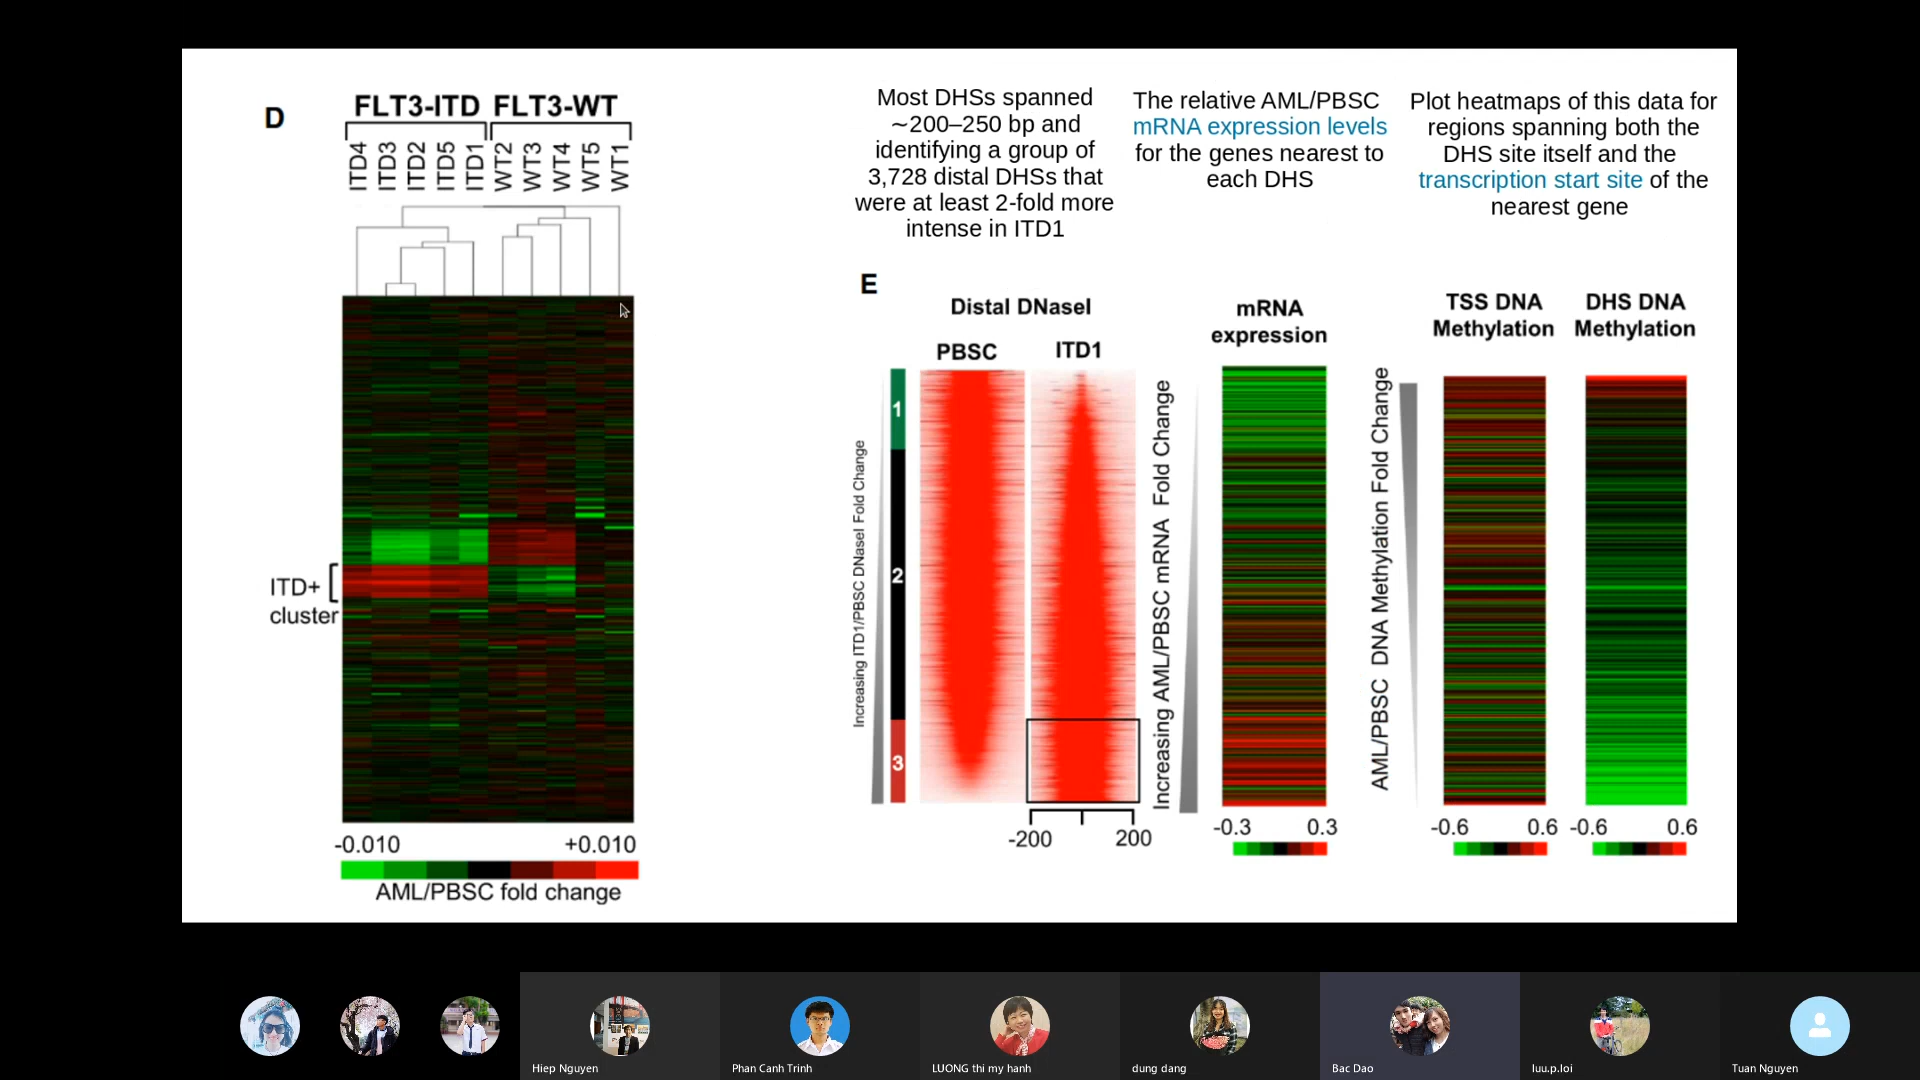 D
FLT3-ITD FLT3-WT
ITD4 ITD3 ITD2 ITD5 ITD1 WT2 WT3 WT4 WT5 WT1
ITD+
cluster
-0.010 +0.010
AML/PBSC fold change
Most DHSs spanned
~200–250 bp and
identifying a group of
3,728 distal DHSs that
were at least 2-fold more
intense in ITD1
The relative AML/PBSC
mRNA expression levels
for the genes nearest to
each DHS
Plot heatmaps of this data for
regions spanning both the
DHS site itself and the
transcription start site of the
nearest gene
E
Distal DNaseI
PBSC ITD1
Increasing ITD1/PBSC DNaseI Fold Change
1
2
3
-200 200
mRNA
expression
Increasing AML/PBSC mRNA Fold Change
-0.3 0.3
AML/PBSC DNA Methylation Fold Change
TSS DNA
Methylation
-0.6 0.6
DHS DNA
Methylation
-0.6 0.6
Hiep Nguyen
Phan Canh Trinh
LUONG thi my hanh
dung dang
Bac Dao
luu.p.loi
Tuan Nguyen